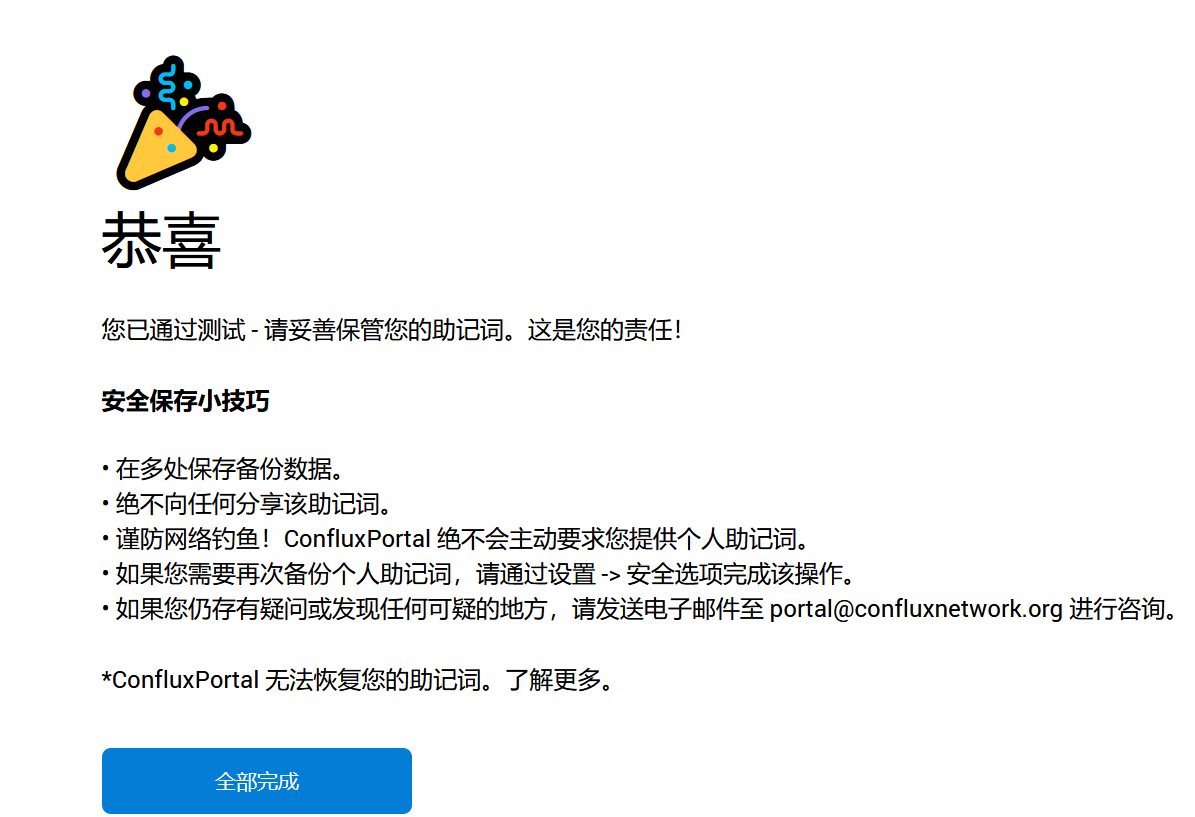 恭喜
您已通过测试 - 请妥善保管您的助记词。这是您的责任！
安全保存小技巧
• 在多处保存备份数据。
• 绝不向任何分享该助记词。
• 谨防网络钓鱼！ConfluxPortal 绝不会主动要求您提供个人助记词。
• 如果您需要再次备份个人助记词，请通过设置 -> 安全选项完成该操作。
• 如果您仍存有疑问或发现任何可疑的地方，请发送电子邮件至 portal@confluxnetwork.org 进行咨询。
*ConfluxPortal 无法恢复您的助记词。了解更多。
全部完成